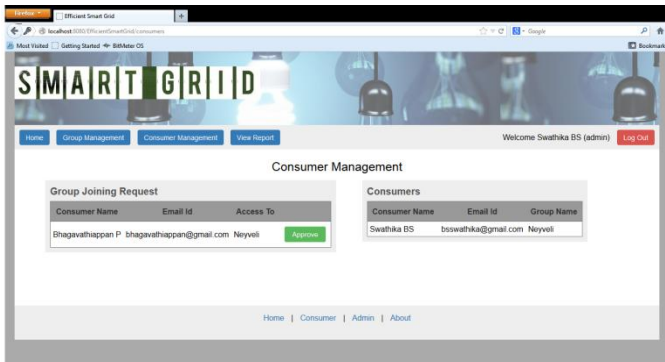 Firefox
Efficient Smart Grid
localhost:8080/EfficientSmartGrid/consumers
Google
Most Visited Getting Started BitMeter OS Bookmark
SMART GRID
Home Group Management Consumer Management View Report Welcome Swathika BS (admin) Log Out
Consumer Management
Group Joining Request
Consumer Name Email Id Access To
Bhagavathiappan P bhagavathiappan@gmail.com Neyveli Approve
Consumers
Consumer Name Email Id Group Name
Swathika BS bsswathika@gmail.com Neyveli
Home | Consumer | Admin | About